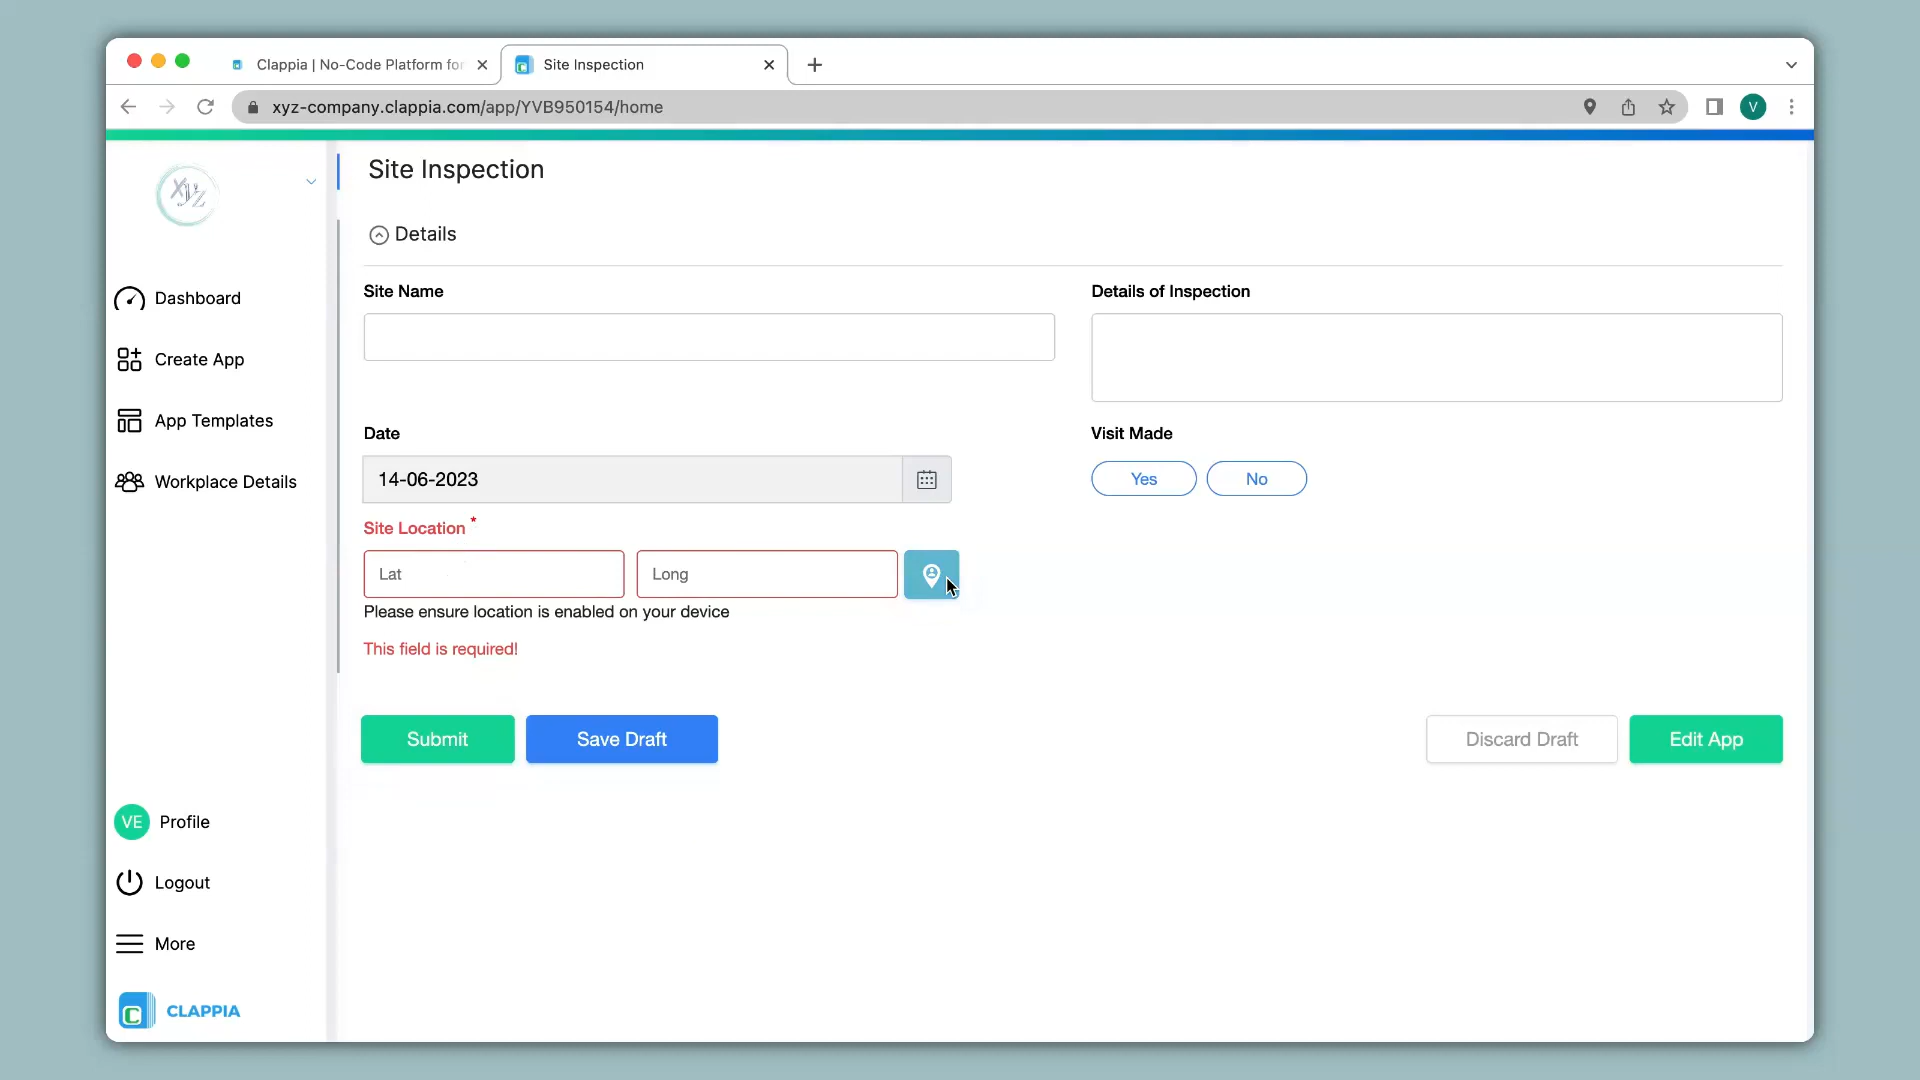 Clappia | No-Code Platform for
Site Inspection
xyz-company.clappia.com/app/YVB950154/home
V
xyz
Site Inspection
Details
Dashboard
Create App
App Templates
Workplace Details
Site Name
Details of Inspection
Date
14-06-2023
Visit Made
Yes
No
Site Location *
Lat
Long
Please ensure location is enabled on your device
This field is required!
Submit
Save Draft
Discard Draft
Edit App
VE
Profile
Logout
More
C
CLAPPIA